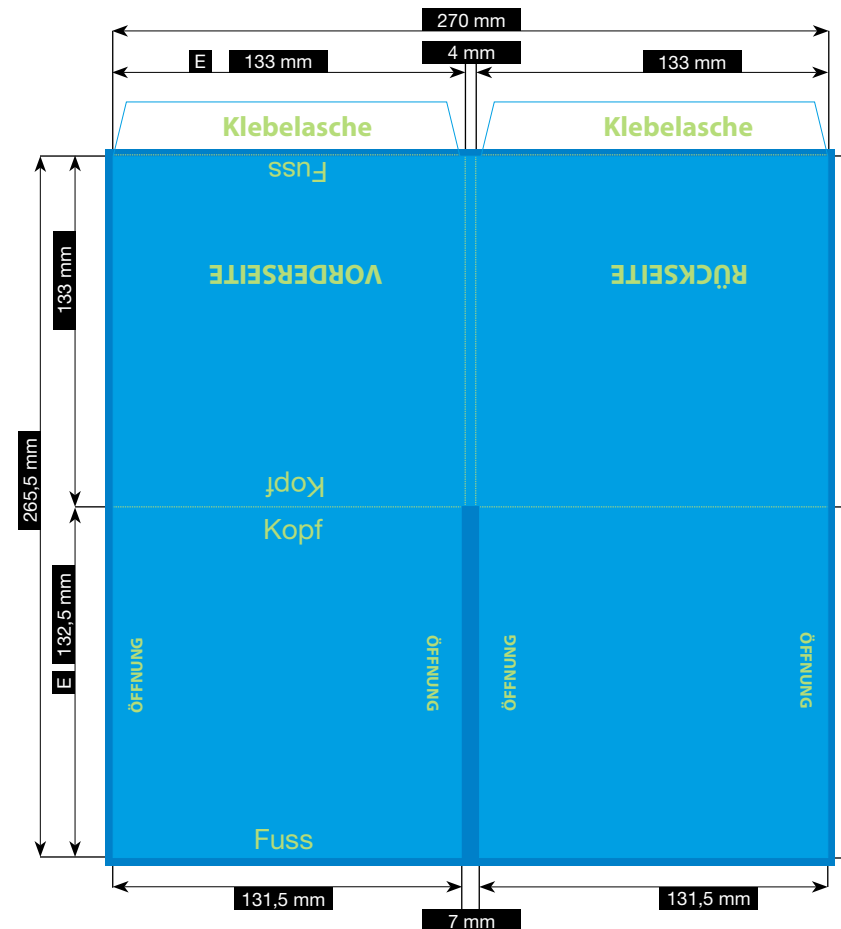 270 mm
E 133 mm
4 mm
133 mm
Klebelasche
Klebelasche
Fuss
VORDERSEITE
RÜCKSEITE
133 mm
265,5 mm
Kopf
Kopf
E 132,5 mm
ÖFFNUNG
ÖFFNUNG
ÖFFNUNG
ÖFFNUNG
Fuss
131,5 mm
131,5 mm
7 mm